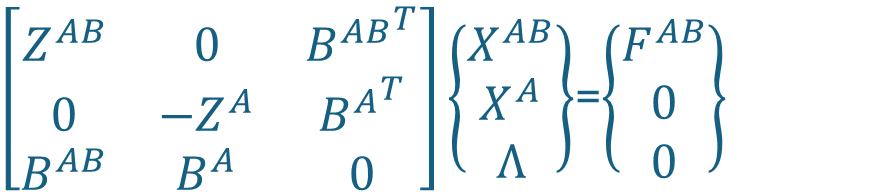 [Z^{AB} 0 B^{AB^T}] {X^{AB}} = {F^{AB}}
[0 −Z^A B^{A^T}] {X^A} {0}
[B^{AB} B^A 0] {Λ} {0}